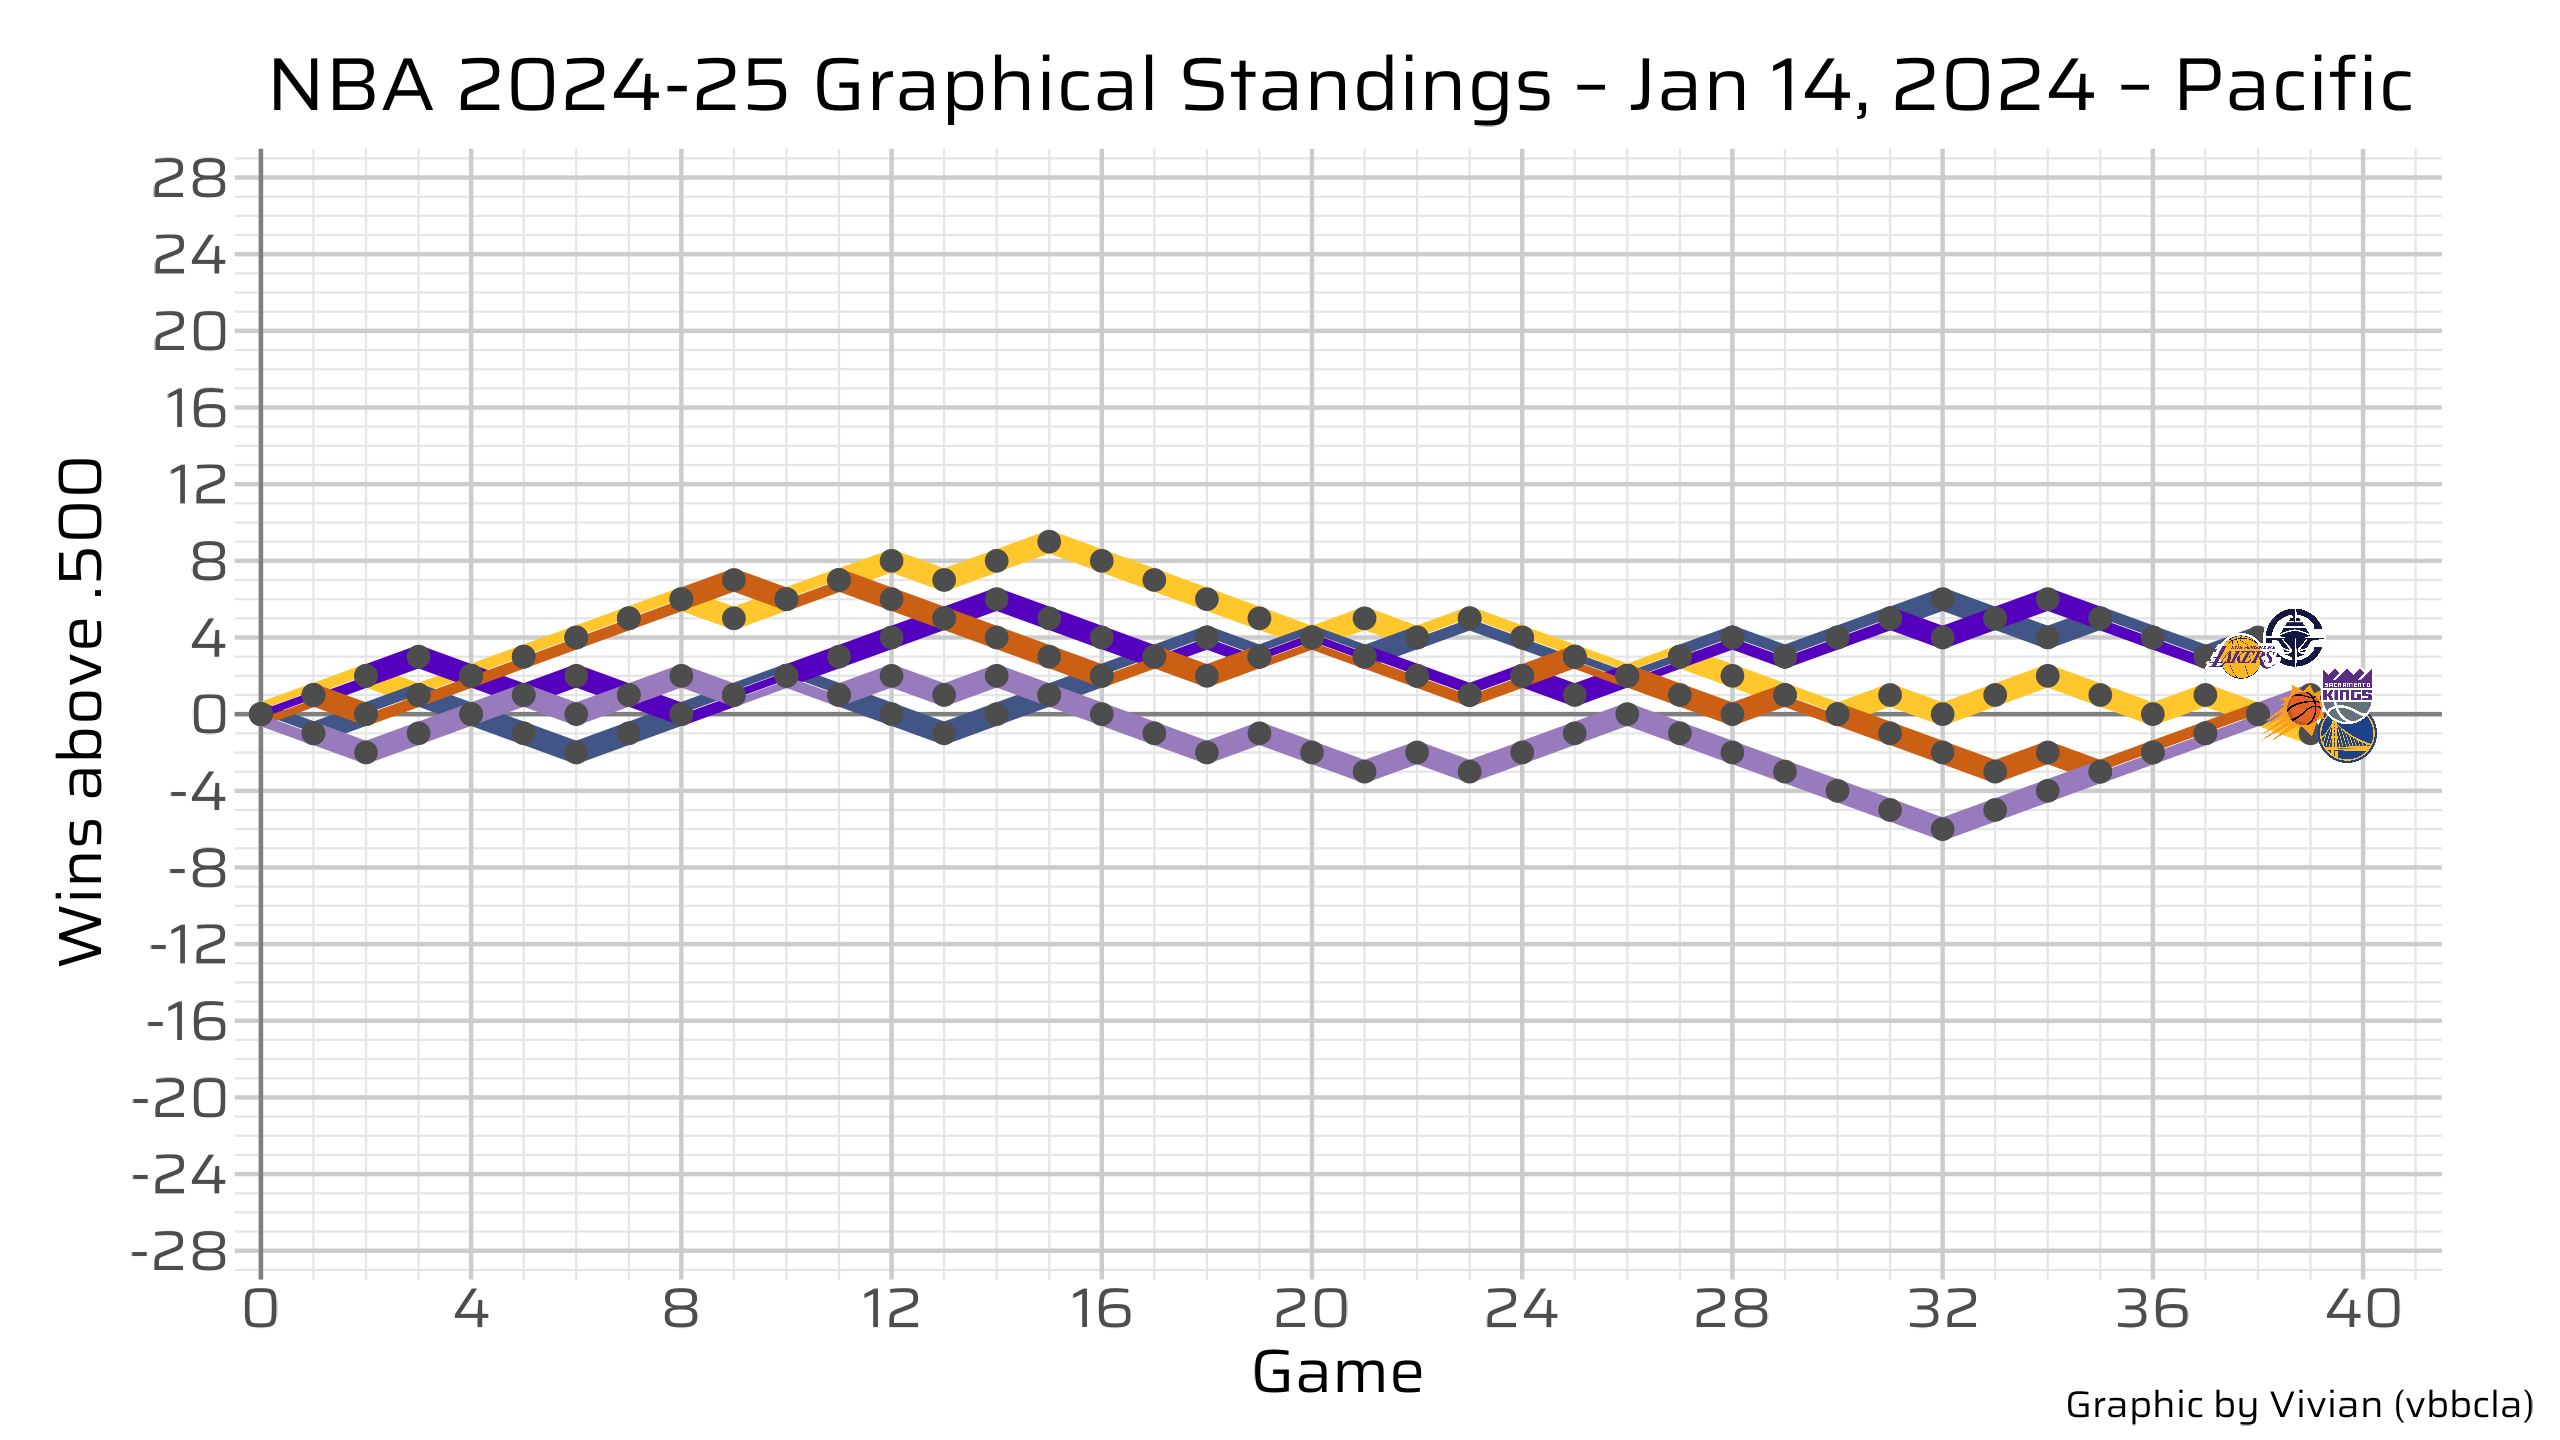 NBA 2024-25 Graphical Standings - Jan 14, 2024 - Pacific
Wins above .500
28
24
20
16
12
8
4
0
-4
-8
-12
-16
-20
-24
-28
LOS ANGELES
LAKERS
SACRAMENTO
KINGS
0 4 8 12 16 20 24 28 32 36 40
Game
Graphic by Vivian (vbbcla)